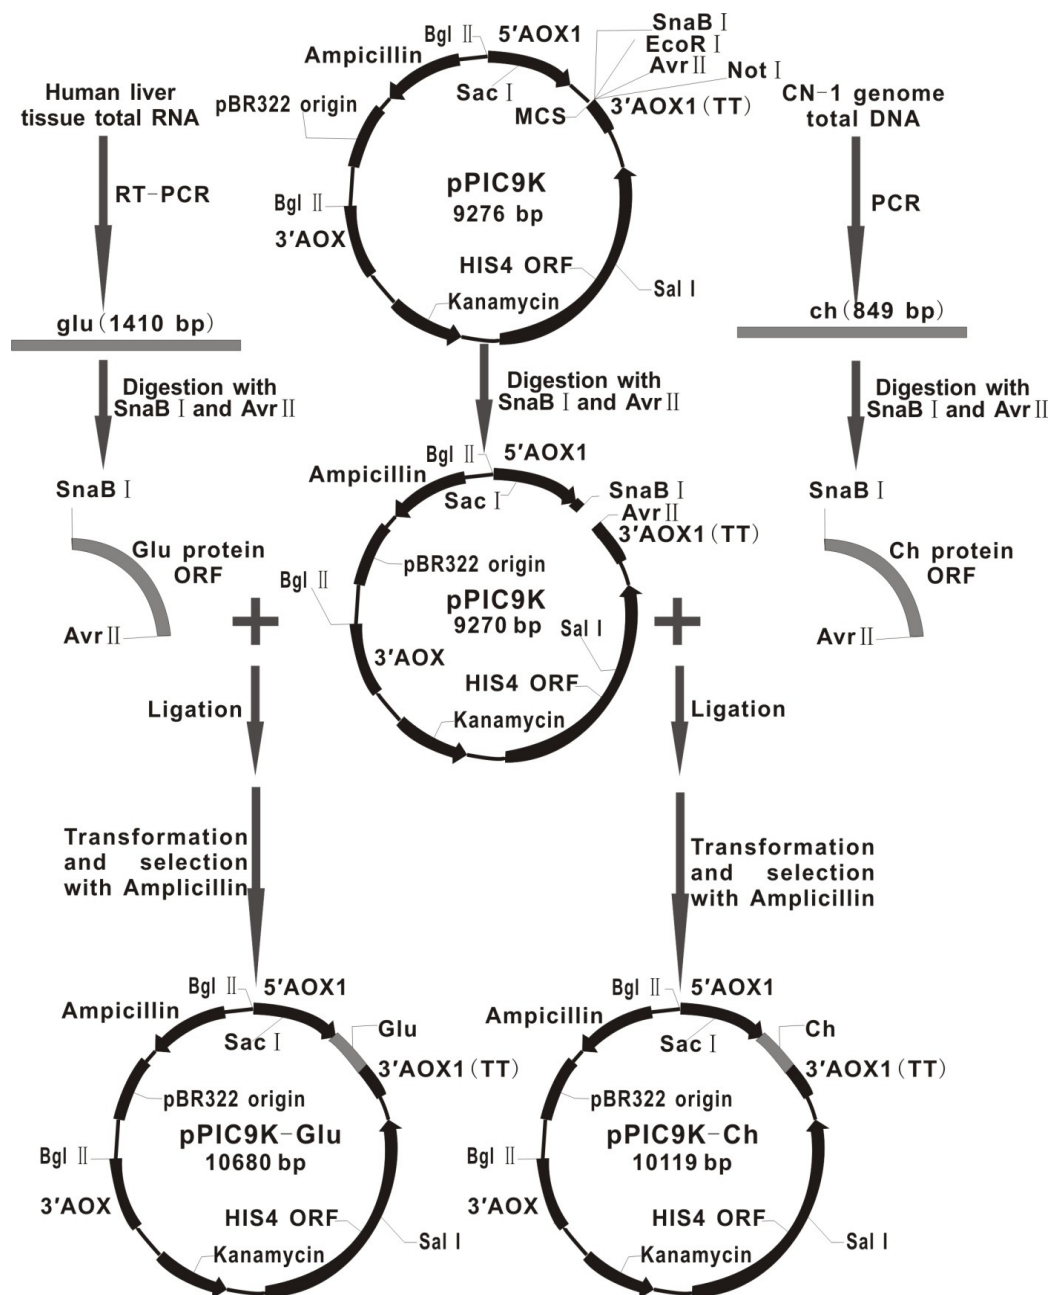 SnaB Ⅰ
EcoR Ⅰ
Avr Ⅱ
Not Ⅰ
Bgl Ⅱ
5′AOX1
Ampicillin
Sac Ⅰ
MCS
3′AOX1(TT)
pBR322 origin
pPIC9K
9276 bp
Bgl Ⅱ
3′AOX
HIS4 ORF
Sal Ⅰ
Kanamycin
Human liver
tissue total RNA
RT-PCR
glu(1410 bp)
Digestion with
SnaB Ⅰ and Avr Ⅱ
CN-1 genome
total DNA
PCR
ch(849 bp)
Digestion with
SnaB Ⅰ and Avr Ⅱ
Digestion with
SnaB Ⅰ and Avr Ⅱ
SnaB Ⅰ
Glu protein
ORF
Avr Ⅱ
Bgl Ⅱ
5′AOX1
Ampicillin
Sac Ⅰ
SnaB Ⅰ
Avr Ⅱ
3′AOX1(TT)
pBR322 origin
Bgl Ⅱ
pPIC9K
9270 bp
Sal Ⅰ
3′AOX
HIS4 ORF
Kanamycin
SnaB Ⅰ
Ch protein
ORF
Avr Ⅱ
+
+
Ligation
Ligation
Transformation
and selection
with Amplicillin
Transformation
and selection
with Amplicillin
Bgl Ⅱ
5′AOX1
Ampicillin
Sac Ⅰ
Glu
3′AOX1(TT)
pBR322 origin
pPIC9K-Glu
10680 bp
Bgl Ⅱ
3′AOX
HIS4 ORF
Sal Ⅰ
Kanamycin
Bgl Ⅱ
5′AOX1
Ampicillin
Sac Ⅰ
Ch
3′AOX1(TT)
pBR322 origin
pPIC9K-Ch
10119 bp
Bgl Ⅱ
3′AOX
HIS4 ORF
Sal Ⅰ
Kanamycin